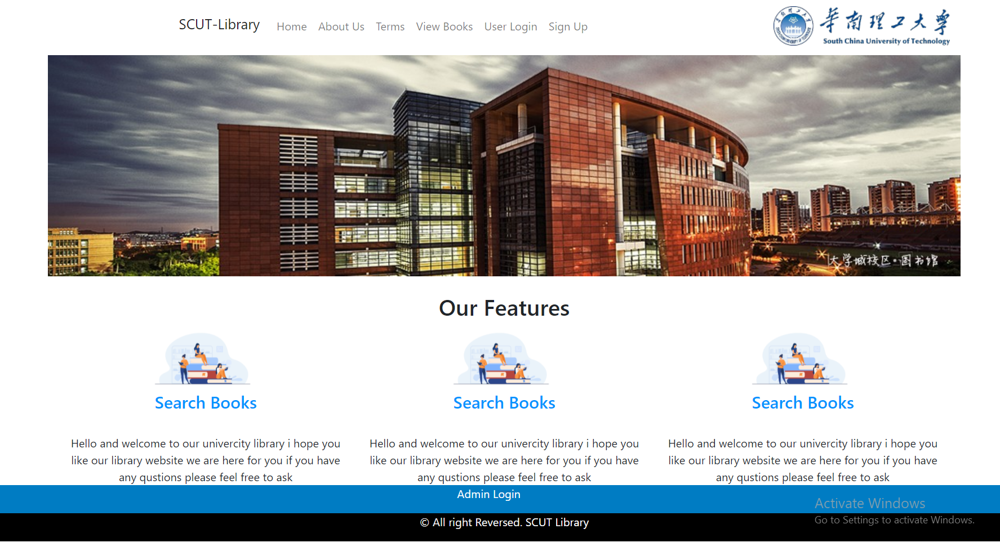 SCUT-Library Home About Us Terms View Books User Login Sign Up
华南理工大学
South China University of Technology
大学城校区·图书馆
Our Features
Search Books Search Books Search Books
Hello and welcome to our univercity library i hope you
like our library website we are here for you if you have
any qustions please feel free to ask
Hello and welcome to our univercity library i hope you
like our library website we are here for you if you have
any qustions please feel free to ask
Hello and welcome to our univercity library i hope you
like our library website we are here for you if you have
any qustions please feel free to ask
Admin Login
© All right Reversed. SCUT Library
Activate Windows
Go to Settings to activate Windows.